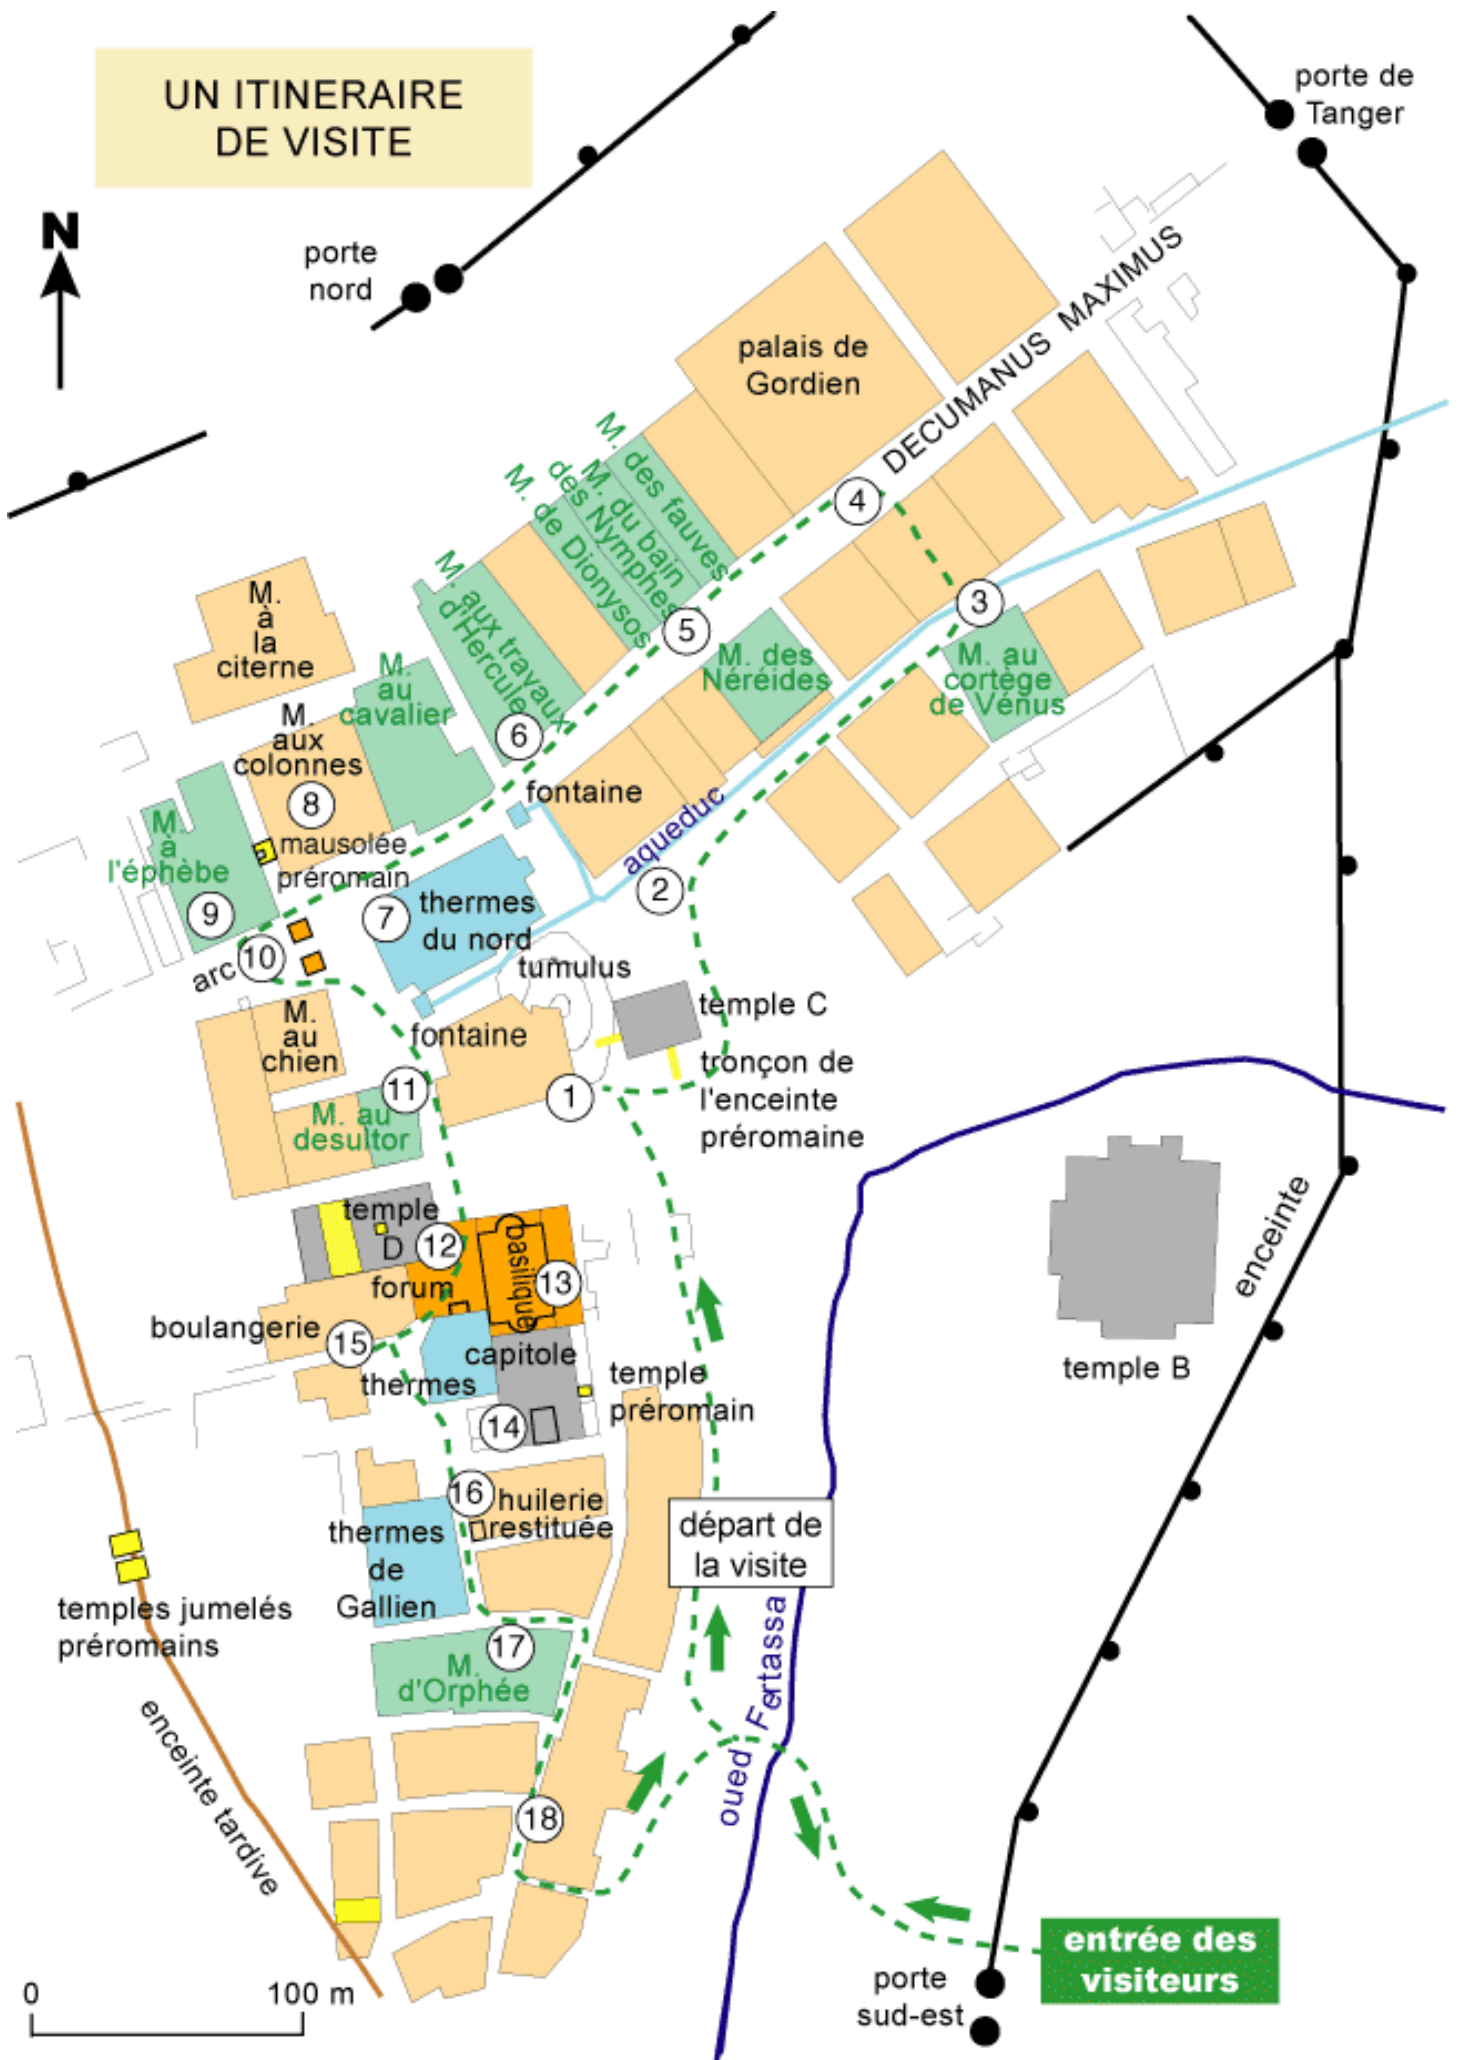 UN ITINERAIRE
DE VISITE
porte de
Tanger
N
porte
nord
DECUMANUS MAXIMUS
palais de
Gordien
M. des fauves
M. du bain
des Nymphes
M. de Dionysos
4
M. aux travaux
d'Hercule
3
M.
à
la
citerne
5
M. des
Néréides
M. au
cortège
de Vénus
M.
au
cavalier
6
M.
aux
colonnes
8
fontaine
aqueduc
M.
à
l'éphèbe
mausolée
préromain
2
9
7
thermes
du nord
arc
10
tumulus
temple C
M.
au
chien
fontaine
tronçon de
l'enceinte
préromaine
11
1
M. au
desultor
temple
D
12
basilique
13
forum
enceinte
boulangerie
15
capitole
temple B
thermes
temple
préromain
14
16
huilerie
restituée
départ de
la visite
thermes
de
Gallien
temples jumelés
préromains
17
M.
d'Orphée
oued Fertassa
enceinte tardive
18
entrée des
visiteurs
porte
sud-est
0
100 m